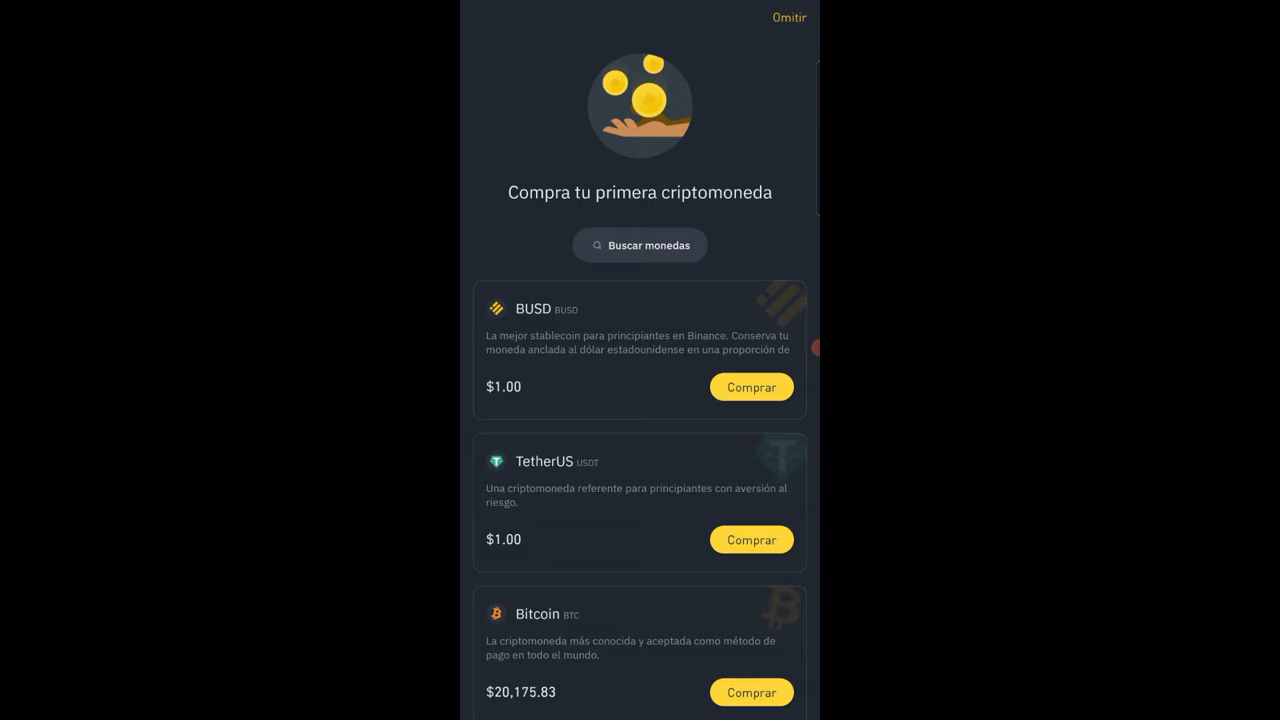 Omitir
Compra tu primera criptomoneda
Buscar monedas
BUSD BUSD
La mejor stablecoin para principiantes en Binance. Conserva tu
moneda anclada al dólar estadounidense en una proporción de
$1.00 Comprar
TetherUS USDT
Una criptomoneda referente para principiantes con aversión al
riesgo.
$1.00 Comprar
Bitcoin BTC
La criptomoneda más conocida y aceptada como método de
pago en todo el mundo.
$20,175.83 Comprar